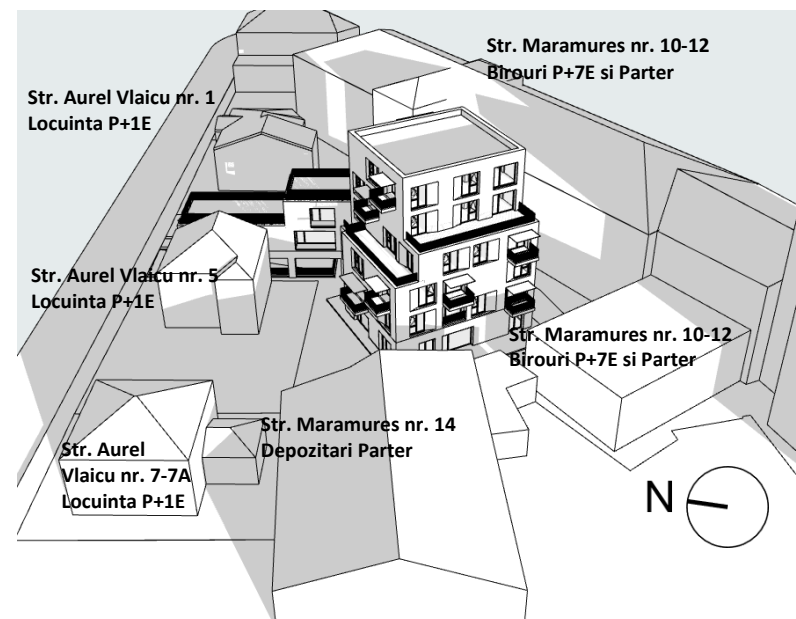 Str. Maramures nr. 10-12
Birouri P+7E si Parter
Str. Aurel Vlaicu nr. 1
Locuinta P+1E
Str. Aurel Vlaicu nr. 5
Locuinta P+1E
Str. Maramures nr. 10-12
Birouri P+7E si Parter
Str. Maramures nr. 14
Depozitari Parter
Str. Aurel
Vlaicu nr. 7-7A
Locuinta P+1E
N